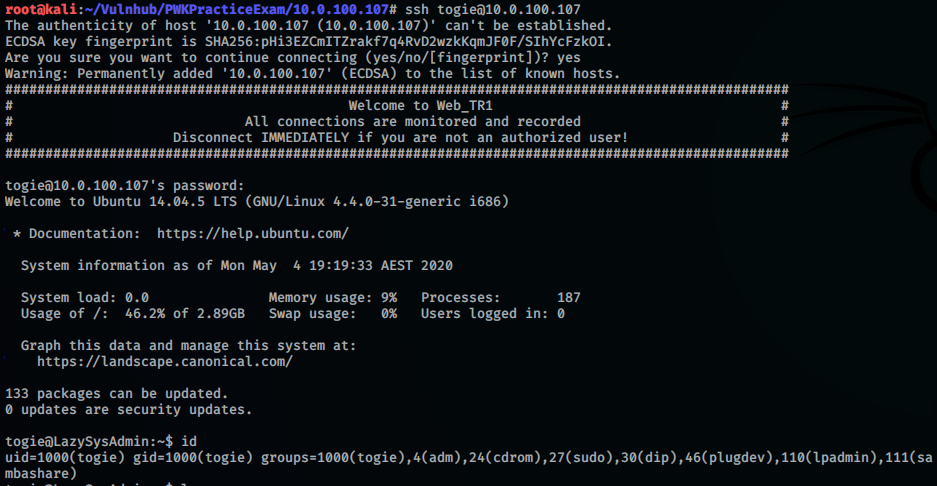 root@kali:~/Vulnhub/PWKPracticeExam/10.0.100.107# ssh togie@10.0.100.107
The authenticity of host '10.0.100.107 (10.0.100.107)' can't be established.
ECDSA key fingerprint is SHA256:pHi3EZCmITZrakf7q4RvD2wzkKqmJF0F/SIhYcFzkOI.
Are you sure you want to continue connecting (yes/no/[fingerprint])? yes
Warning: Permanently added '10.0.100.107' (ECDSA) to the list of known hosts.
##################################################################################################
#                                          Welcome to Web_TR1                                    #
#                             All connections are monitored and recorded                         #
#                    Disconnect IMMEDIATELY if you are not an authorized user!                   #
##################################################################################################
togie@10.0.100.107's password:
Welcome to Ubuntu 14.04.5 LTS (GNU/Linux 4.4.0-31-generic i686)
* Documentation:  https://help.ubuntu.com/
System information as of Mon May  4 19:19:33 AEST 2020
System load: 0.0               Memory usage: 9%   Processes:       187
Usage of /:  46.2% of 2.89GB   Swap usage:   0%   Users logged in: 0
Graph this data and manage this system at:
https://landscape.canonical.com/
133 packages can be updated.
0 updates are security updates.
togie@LazySysAdmin:~$ id
uid=1000(togie) gid=1000(togie) groups=1000(togie),4(adm),24(cdrom),27(sudo),30(dip),46(plugdev),110(lpadmin),111(sa
mbashare)